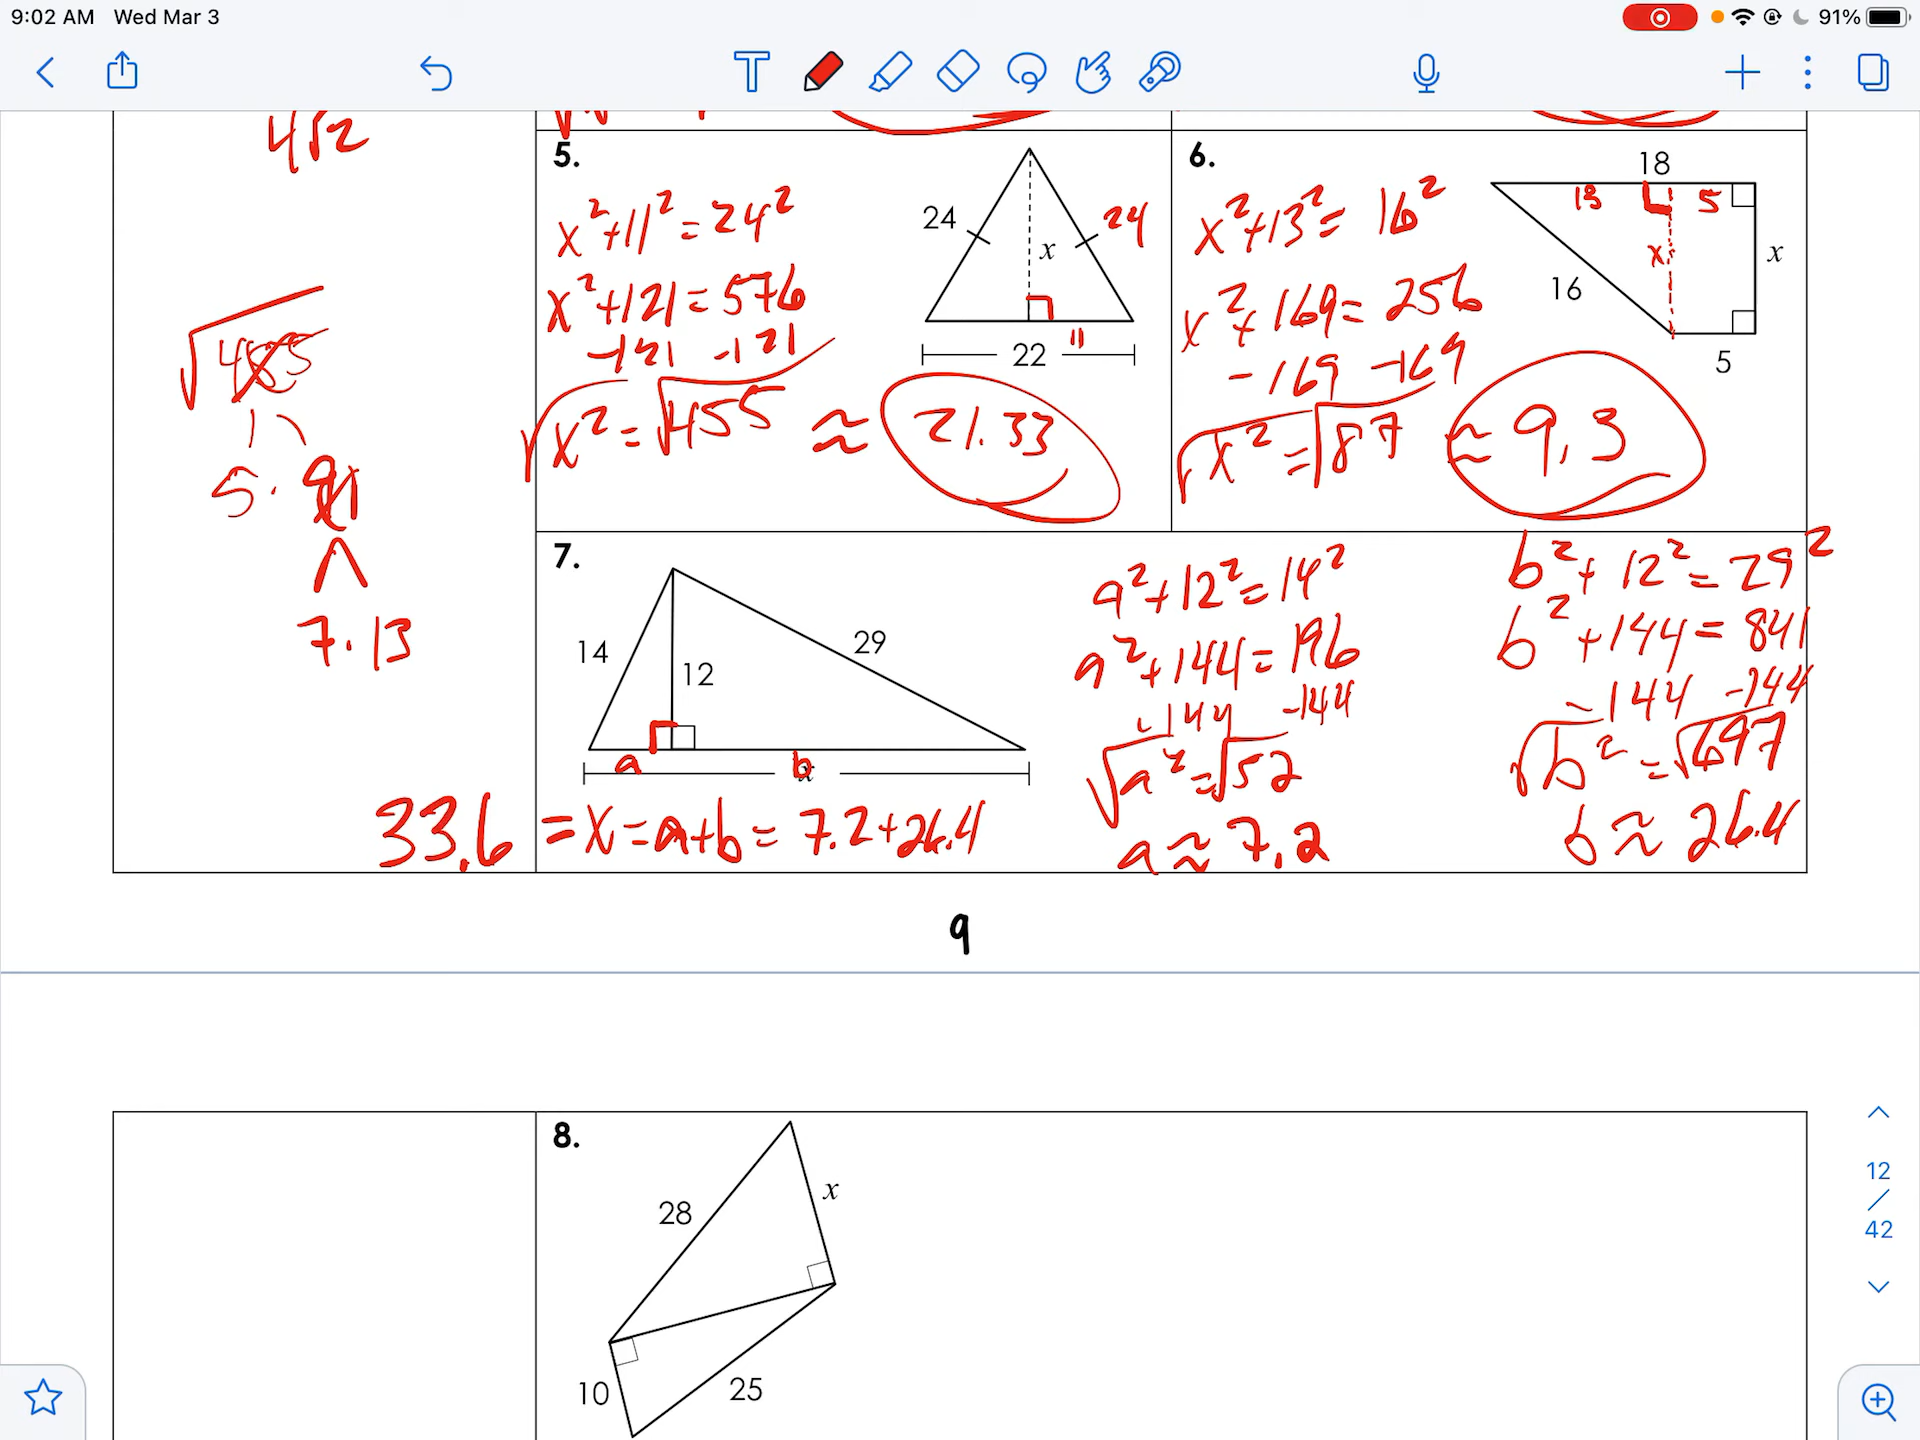 9:02 AM Wed Mar 3
91%
T
4√2
5.
x²+11²=24²
x²+121=576
-121 -121
√x²=√455 ≈ 21.33
24
24
x
11
22
6.
x²+13²=16²
x²+169=256
-169 -169
√x²=√87 ≈ 9.3
18
13
5
x
x
16
5
√455
5·91
7·13
7.
14
12
29
a
b
a²+12²=14²
a²+144=196
-144 -144
√a²=√52
a≈7.2
b²+12²=29²
b²+144=841
-144 -144
√b²=√697
b≈26.4
33.6=x=a+b=7.2+26.4
9
8.
28
x
10
25
12
/
42